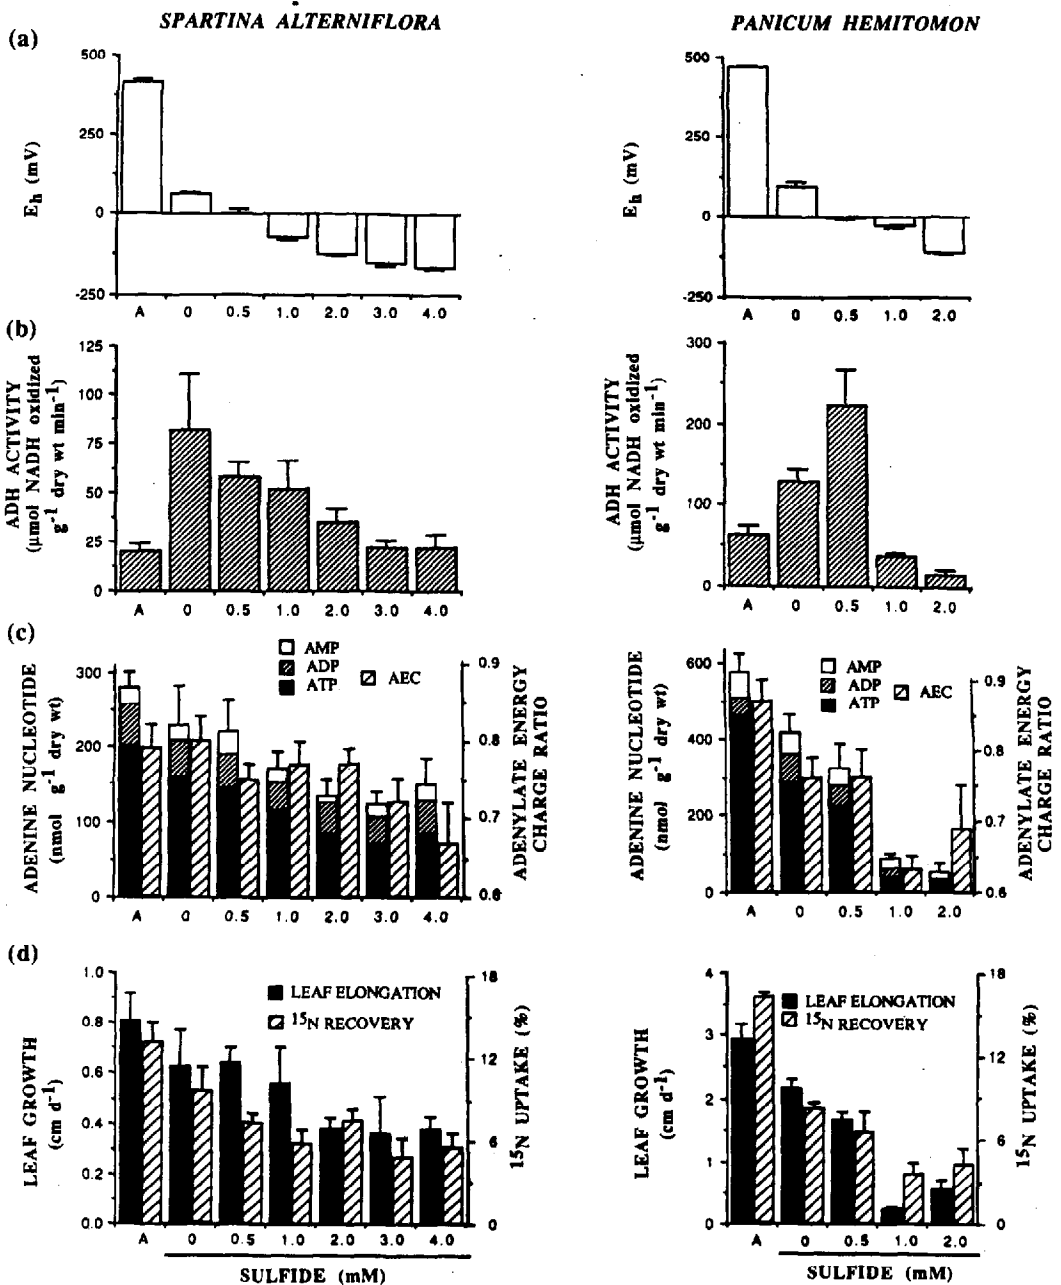 SPARTINA ALTERNIFLORA
PANICUM HEMITOMON
(a)
500
250
0
-250
E_h (mV)
A 0 0.5 1.0 2.0 3.0 4.0
500
250
0
-250
E_h (mV)
A 0 0.5 1.0 2.0
(b)
125
100
75
50
25
0
ADH ACTIVITY
(μmol NADH oxidized
g⁻¹ dry wt min⁻¹)
A 0 0.5 1.0 2.0 3.0 4.0
300
200
100
0
ADH ACTIVITY
(μmol NADH oxidized
g⁻¹ dry wt min⁻¹)
A 0 0.5 1.0 2.0
(c)
AMP
ADP
ATP
AEC
300
200
100
0
ADENINE NUCLEOTIDE
(nmol g⁻¹ dry wt)
0.9
0.8
0.7
0.6
ADENYLATE ENERGY
CHARGE RATIO
A 0 0.5 1.0 2.0 3.0 4.0
AMP
ADP
ATP
AEC
600
400
200
0
ADENINE NUCLEOTIDE
(nmol g⁻¹ dry wt)
0.9
0.8
0.7
0.6
ADENYLATE ENERGY
CHARGE RATIO
A 0 0.5 1.0 2.0
(d)
LEAF ELONGATION
¹⁵N RECOVERY
1.0
0.8
0.6
0.4
0.2
0.0
LEAF GROWTH
(cm d⁻¹)
18
12
6
0
¹⁵N UPTAKE (%)
A 0 0.5 1.0 2.0 3.0 4.0
SULFIDE (mM)
LEAF ELONGATION
¹⁵N RECOVERY
4
3
2
1
0
LEAF GROWTH
(cm d⁻¹)
18
12
6
0
¹⁵N UPTAKE (%)
A 0 0.5 1.0 2.0
SULFIDE (mM)